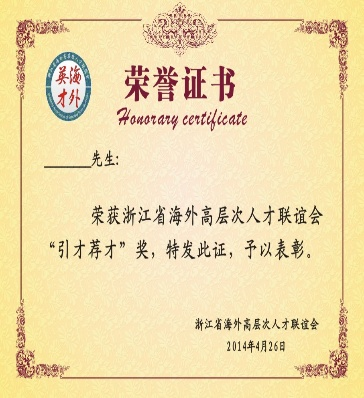 海外英才
荣誉证书
Honorary certificate
先生:
荣获浙江省海外高层次人才联谊会
“引才荐才”奖，特发此证，予以表彰。
浙江省海外高层次人才联谊会
2014年4月26日